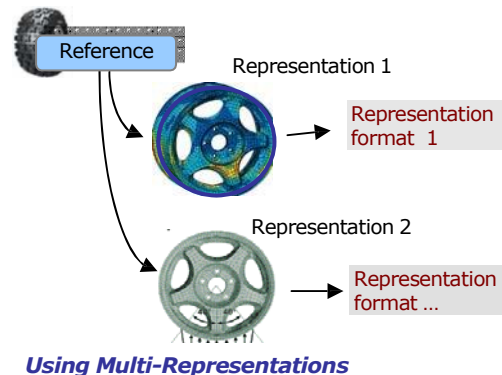 Reference
Representation 1
Representation
format 1
Representation 2
Representation
format ...
Using Multi-Representations